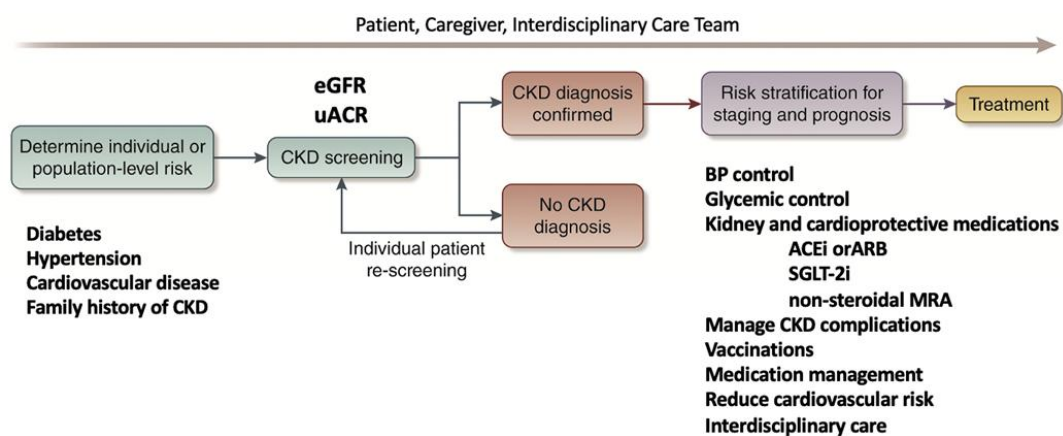 Patient, Caregiver, Interdisciplinary Care Team
eGFR
uACR
Determine individual or
population-level risk
CKD screening
CKD diagnosis
confirmed
Risk stratification for
staging and prognosis
Treatment
No CKD
diagnosis
Individual patient
re-screening
Diabetes
Hypertension
Cardiovascular disease
Family history of CKD
BP control
Glycemic control
Kidney and cardioprotective medications
ACEi orARB
SGLT-2i
non-steroidal MRA
Manage CKD complications
Vaccinations
Medication management
Reduce cardiovascular risk
Interdisciplinary care